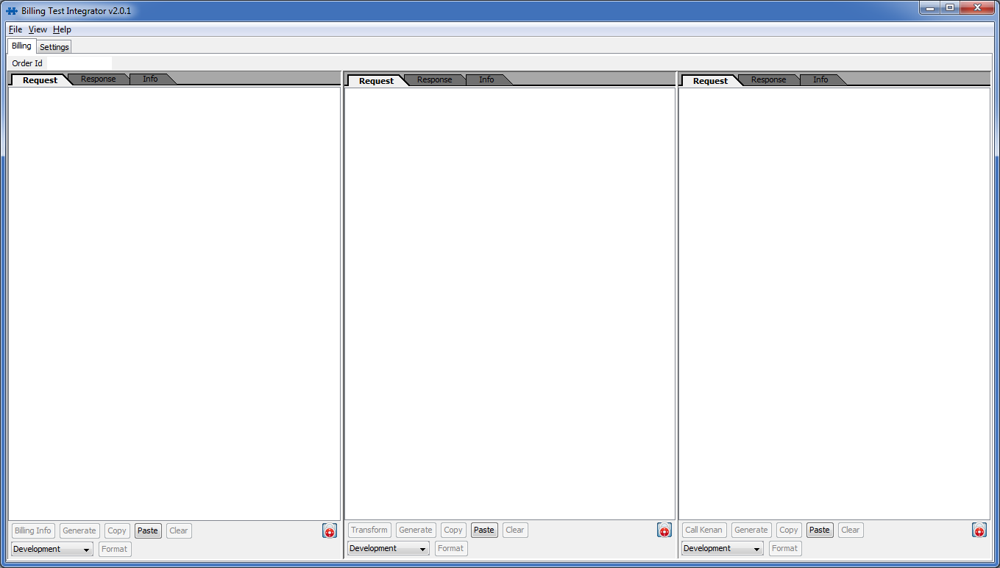 Billing Test Integrator v2.0.1
File View Help
Billing Settings
Order Id
Request Response Info
Request Response Info
Request Response Info
Billing Info Generate Copy Paste Clear
Development Format
Transform Generate Copy Paste Clear
Development Format
Call Kenan Generate Copy Paste Clear
Development Format